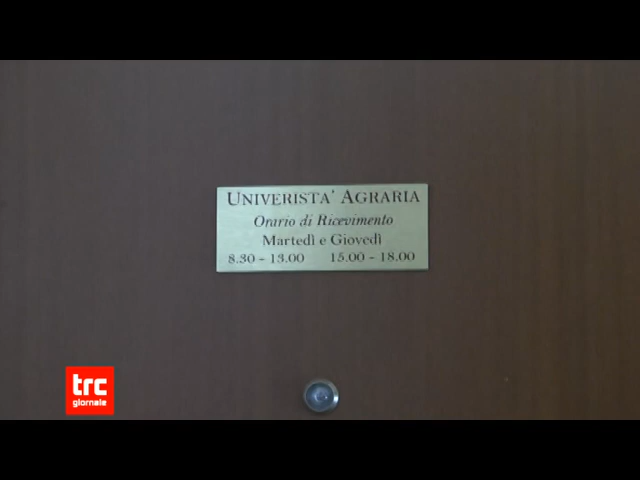 UNIVERISTA' AGRARIA
Orario di Ricevimento
Martedì e Giovedì
8.30 - 13.00 15.00 - 18.00
trc
giornale